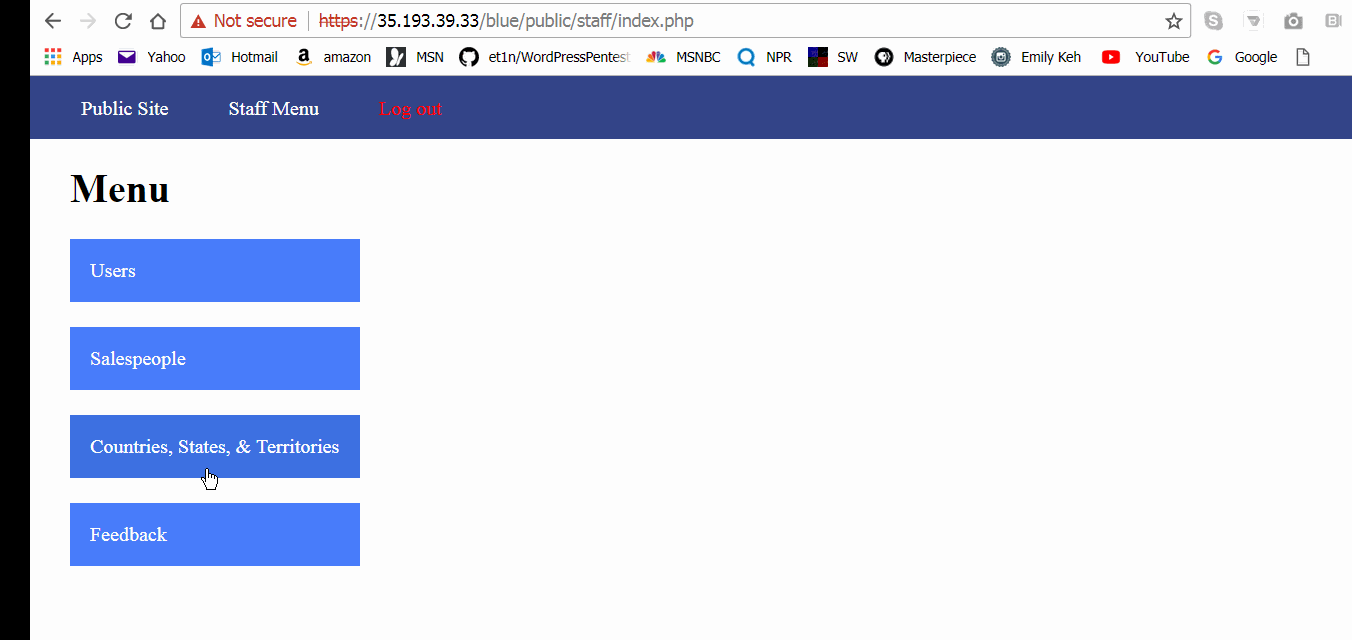 Not secure https://35.193.39.33/blue/public/staff/index.php
Apps Yahoo Hotmail amazon MSN et1n/WordPressPentest MSNBC NPR SW Masterpiece Emily Keh YouTube Google
Public Site Staff Menu Log out
Menu
Users
Salespeople
Countries, States, & Territories
Feedback